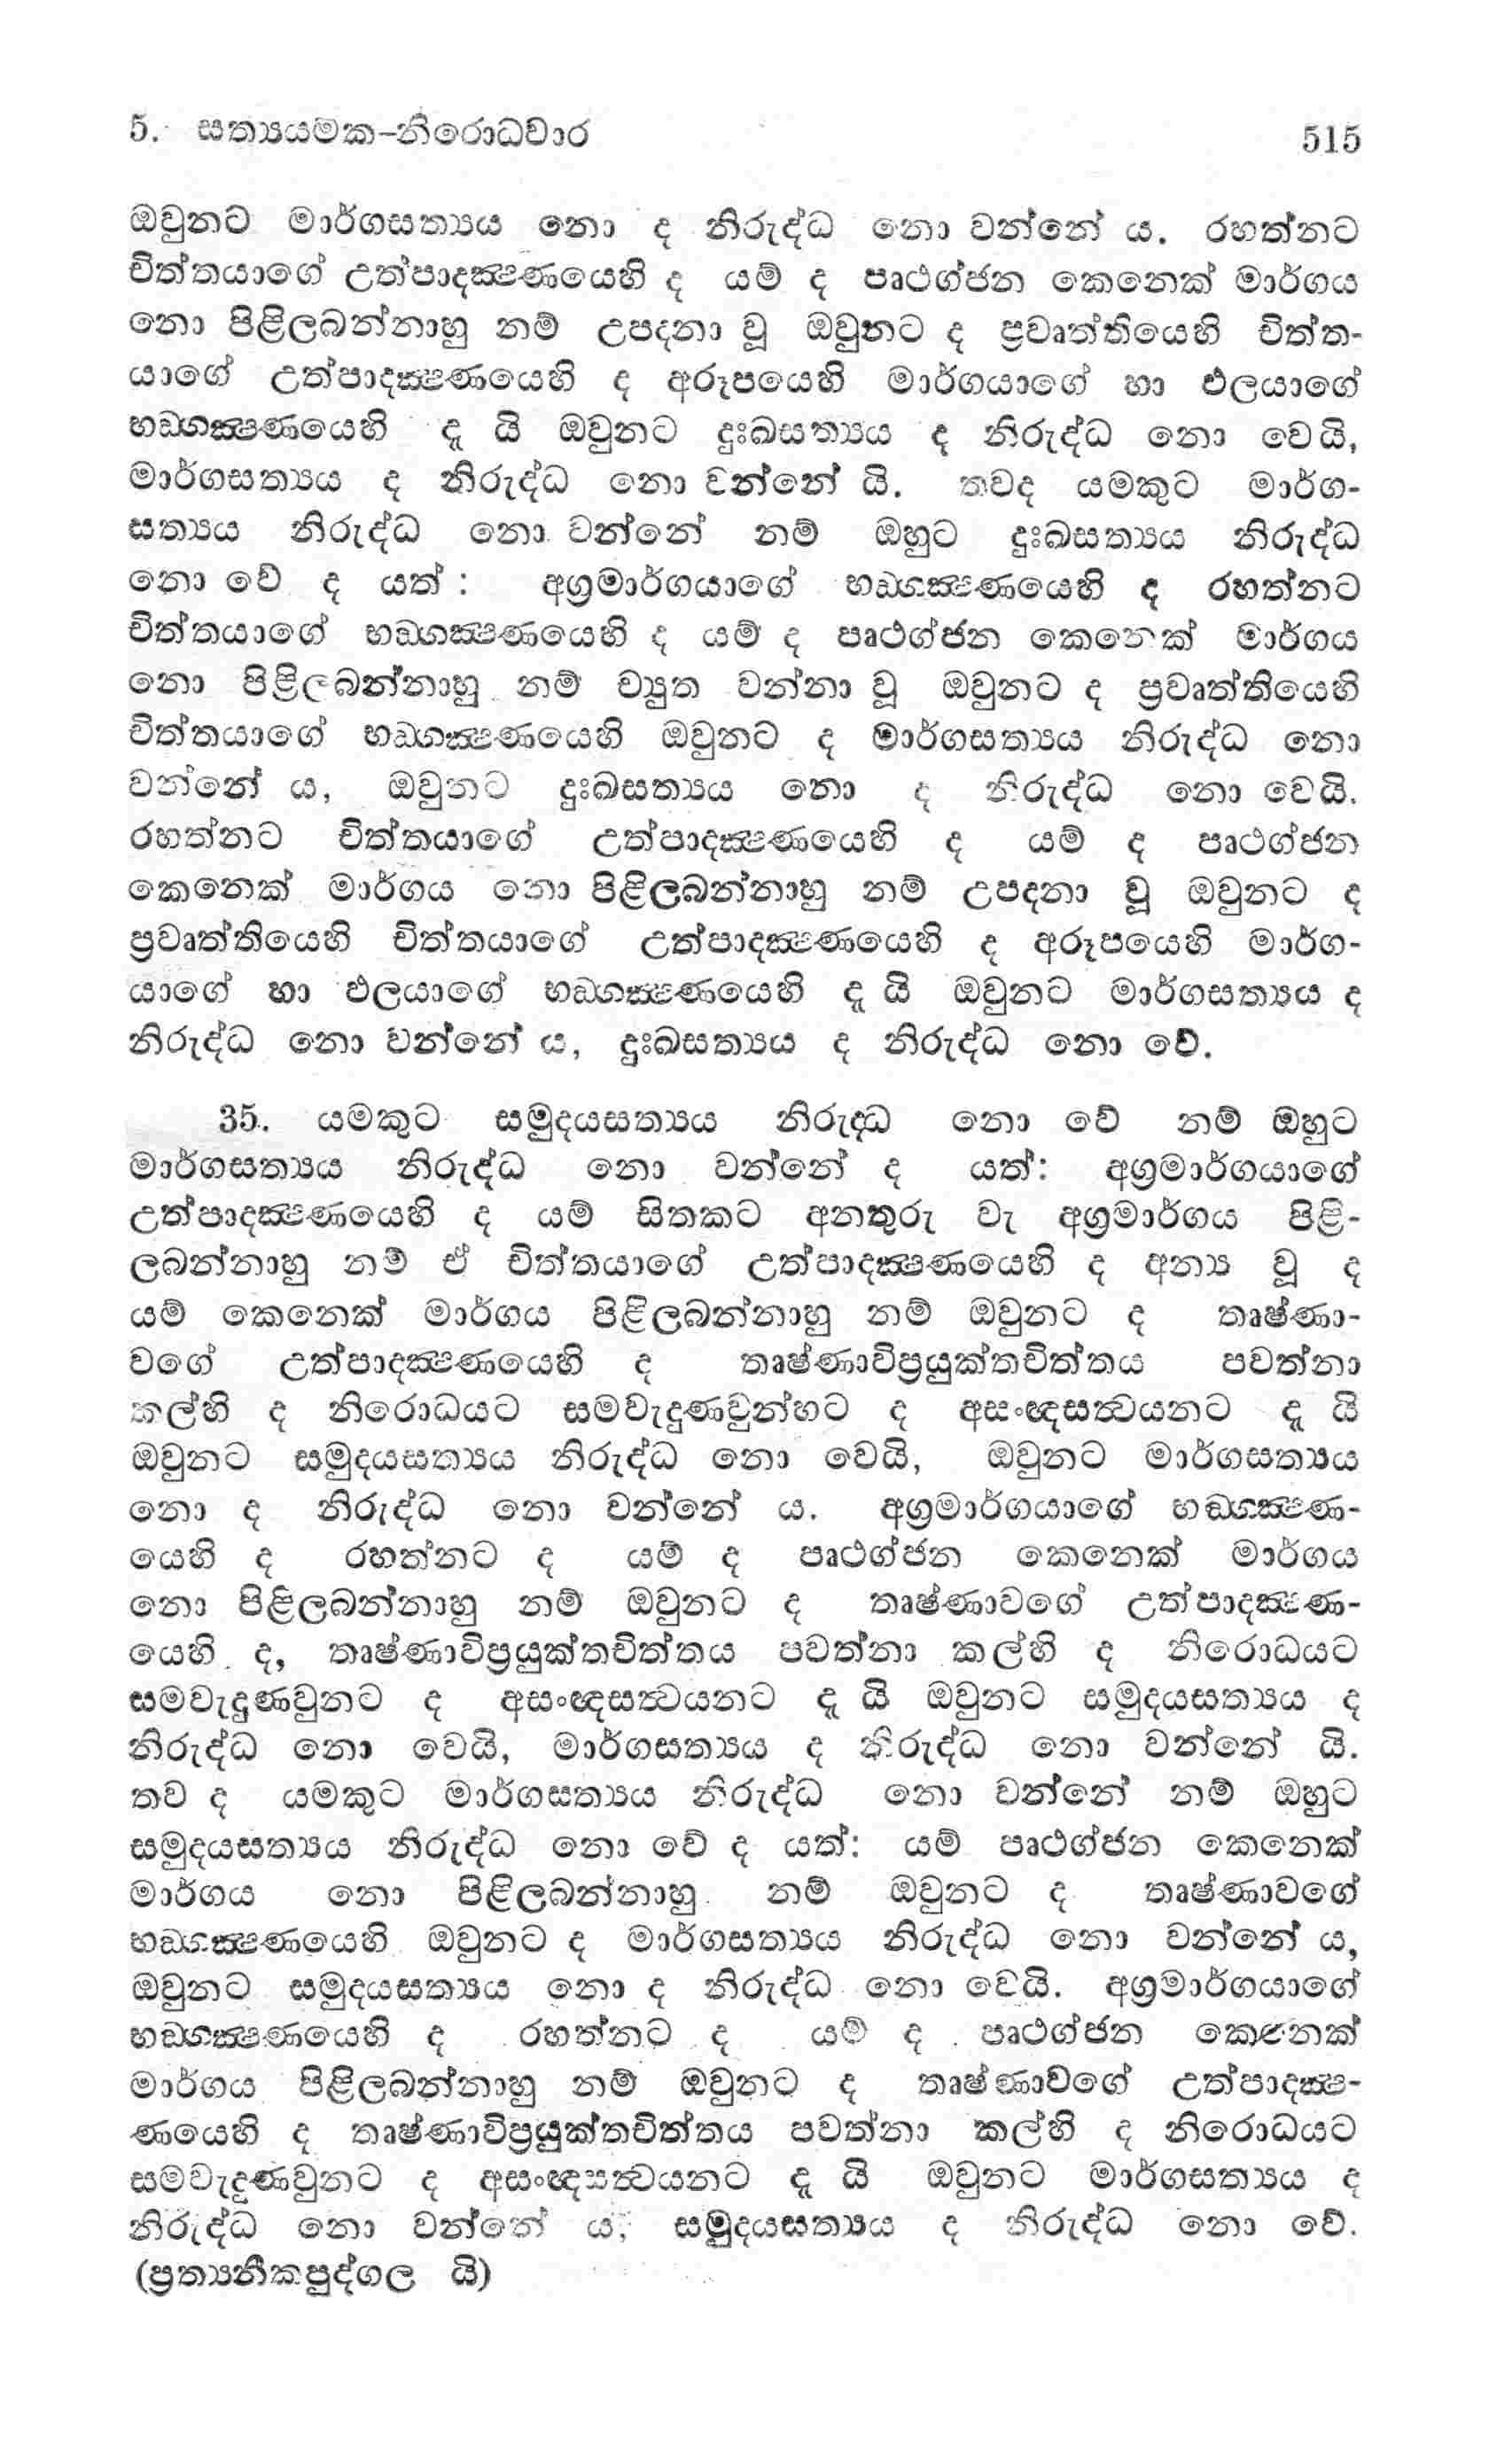 5. සත්‍යයමක-නිරොධවාර 515
ඔවුනට මාර්ගසත්‍යය නො ද නිරුද්ධ නො වන්නේ ය. රහත්නට
චිත්තයාගේ උත්පාදක්‍ෂණයෙහි ද යම් ද පෘථග්ජන කෙනෙක් මාර්ගය
නො පිළිලබන්නාහු නම් උපදනා වූ ඔවුනට ද ප්‍රවෘත්තියෙහි චිත්ත-
යාගේ උත්පාදක්‍ෂණයෙහි ද අරූපයෙහි මාර්ගයාගේ හා ඵලයාගේ
භඞ්ගක්‍ෂණයෙහි දැ යි ඔවුනට දුඃඛසත්‍යය ද නිරුද්ධ නො වෙයි,
මාර්ගසත්‍යය ද නිරුද්ධ නො වන්නේ යි. තවද යමකුට මාර්ග-
සත්‍යය නිරුද්ධ නො වන්නේ නම් ඔහුට දුඃඛසත්‍යය නිරුද්ධ
නො වේ ද යත් : අග්‍රමාර්ගයාගේ භඞ්ගක්‍ෂණයෙහි ද රහත්නට
චිත්තයාගේ භඞ්ගක්‍ෂණයෙහි ද යම් ද පෘථග්ජන කෙනෙක් මාර්ගය
නො පිළිලබන්නාහු නම් ච්‍යුත වන්නා වූ ඔවුනට ද ප්‍රවෘත්තියෙහි
චිත්තයාගේ භඞ්ගක්‍ෂණයෙහි ඔවුනට ද මාර්ගසත්‍යය නිරුද්ධ නො
වන්නේ ය, ඔවුනට දුඃඛසත්‍යය නො ද නිරුද්ධ නො වෙයි.
රහත්නට චිත්තයාගේ උත්පාදක්‍ෂණයෙහි ද යම් ද පෘථග්ජන
කෙනෙක් මාර්ගය නො පිළිලබන්නාහු නම් උපදනා වූ ඔවුනට ද
ප්‍රවෘත්තියෙහි චිත්තයාගේ උත්පාදක්‍ෂණයෙහි ද අරූපයෙහි මාර්ග-
යාගේ හා ඵලයාගේ භඞ්ගක්‍ෂණයෙහි දැ යි ඔවුනට මාර්ගසත්‍යය ද
නිරුද්ධ නො වන්නේ ය, දුඃඛසත්‍යය ද නිරුද්ධ නො වේ.
35. යමකුට සමුදයසත්‍යය නිරුද්‍ධ නො වේ නම් ඔහුට
මාර්ගසත්‍යය නිරුද්ධ නො වන්නේ ද යත්: අග්‍රමාර්ගයාගේ
උත්පාදක්‍ෂණයෙහි ද යම් සිතකට අනතුරු වැ අග්‍රමාර්ගය පිළි-
ලබන්නාහු නම් ඒ චිත්තයාගේ උත්පාදක්‍ෂණයෙහි ද අන්‍ය වූ ද
යම් කෙනෙක් මාර්ගය පිළිලබන්නාහු නම් ඔවුනට ද තෘෂ්ණා-
වගේ උත්පාදක්‍ෂණයෙහි ද තෘෂ්ණාවිප්‍රයුක්තචිත්තය පවත්නා
කල්හි ද නිරොධයට සමවැදුණවුන්හට ද අසංඥසත්‍වයනට දැ යි
ඔවුනට සමුදයසත්‍යය නිරුද්ධ නො වෙයි, ඔවුනට මාර්ගසත්‍යය
නො ද නිරුද්ධ නො වන්නේ ය. අග්‍රමාර්ගයාගේ භඞ්ගක්‍ෂණ-
යෙහි ද රහත්නට ද යම් ද පෘථග්ජන කෙනෙක් මාර්ගය
නො පිළිලබන්නාහු නම් ඔවුනට ද තෘෂ්ණාවගේ උත්පාදක්‍ෂණ-
යෙහි ද, තෘෂ්ණාවිප්‍රයුක්තචිත්තය පවත්නා කල්හි ද නිරොධයට
සමවැදුණවුනට ද අසංඥසත්‍වයනට දැ යි ඔවුනට සමුදයසත්‍යය ද
නිරුද්ධ නො වෙයි, මාර්ගසත්‍යය ද නිරුද්ධ නො වන්නේ යි.
තව ද යමකුට මාර්ගසත්‍යය නිරුද්ධ නො වන්නේ නම් ඔහුට
සමුදයසත්‍යය නිරුද්ධ නො වේ ද යත්: යම් පෘථග්ජන කෙනෙක්
මාර්ගය නො පිළිලබන්නාහු නම් ඔවුනට ද තෘෂ්ණාවගේ
භඞ්ගක්‍ෂණයෙහි ඔවුනට ද මාර්ගසත්‍යය නිරුද්ධ නො වන්නේ ය,
ඔවුනට සමුදයසත්‍යය නො ද නිරුද්ධ නො වෙයි. අග්‍රමාර්ගයාගේ
භඞ්ගක්‍ෂණයෙහි ද රහත්නට ද යම් ද පෘථග්ජන කෙනෙක්
මාර්ගය පිළිලබන්නාහු නම් ඔවුනට ද තෘෂ්ණාවගේ උත්පාදක්‍ෂ-
ණයෙහි ද තෘෂ්ණාවිප්‍රයුක්තචිත්තය පවත්නා කල්හි ද නිරොධයට
සමවැදුණවුනට ද අසංඥසත්‍වයනට දැ යි ඔවුනට මාර්ගසත්‍යය ද
නිරුද්ධ නො වන්නේ ය, සමුදයසත්‍යය ද නිරුද්ධ නො වේ.
(ප්‍රත්‍යනීකපුද්ගල යි)